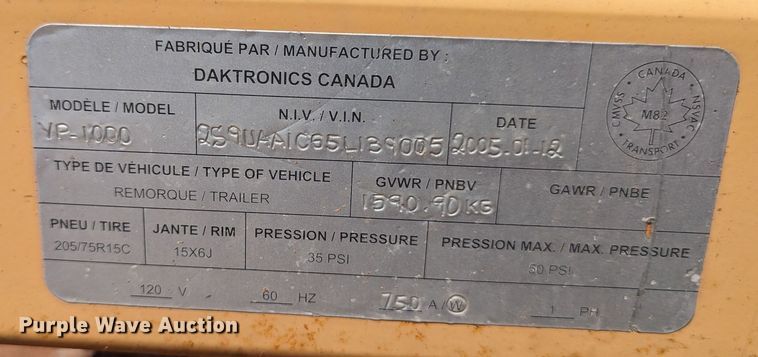 FABRIQUÉ PAR / MANUFACTURED BY :
DAKTRONICS CANADA
MODÈLE / MODEL
N.I.V. / V.I.N.
DATE
VP-1000
2S9UAA1C65L139005
2005-01-12
CANADA
CMVSS
NSVAC
M82
TRANSPORT
TYPE DE VÉHICULE / TYPE OF VEHICLE
GVWR / PNBV
GAWR / PNBE
REMORQUE / TRAILER
1590.90 KG
PNEU / TIRE
JANTE / RIM
PRESSION / PRESSURE
PRESSION MAX. / MAX. PRESSURE
205/75R15C
15X6J
35 PSI
50 PSI
120 V
60 HZ
750 A / W
1 PH
Purple Wave Auction